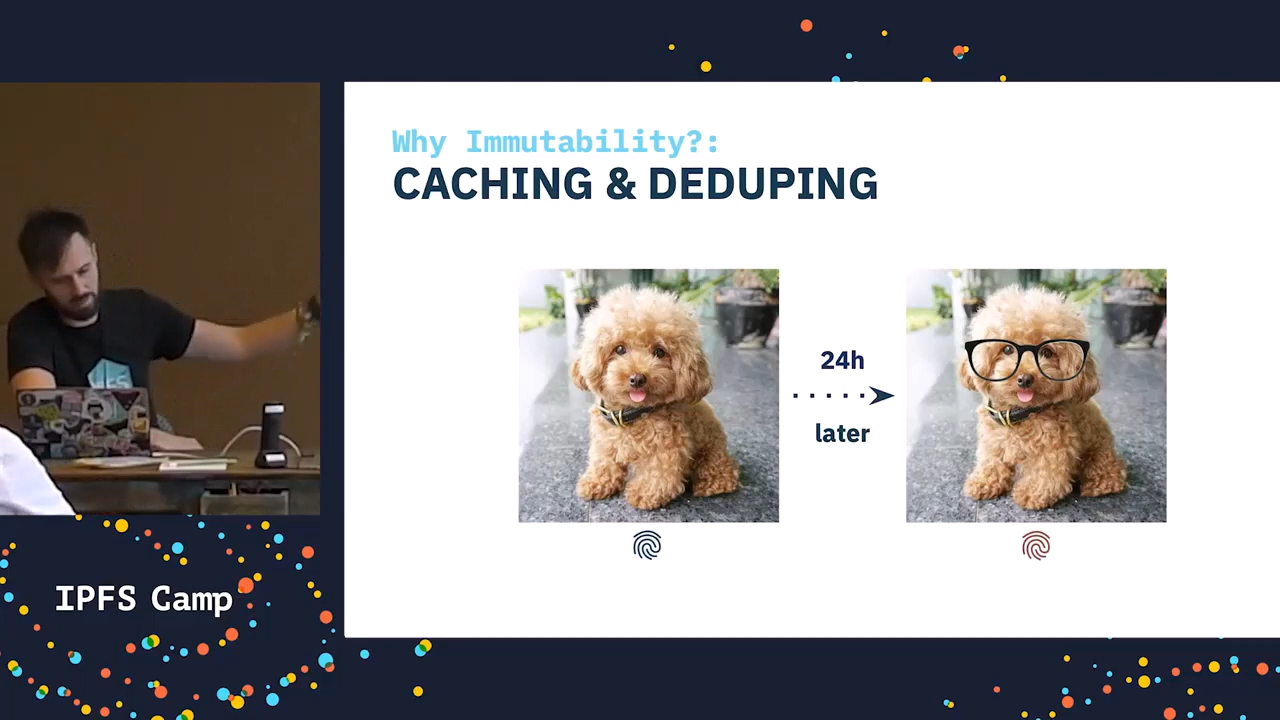 Why Immutability?:
CACHING & DEDUPING
24h
later
IPFS Camp